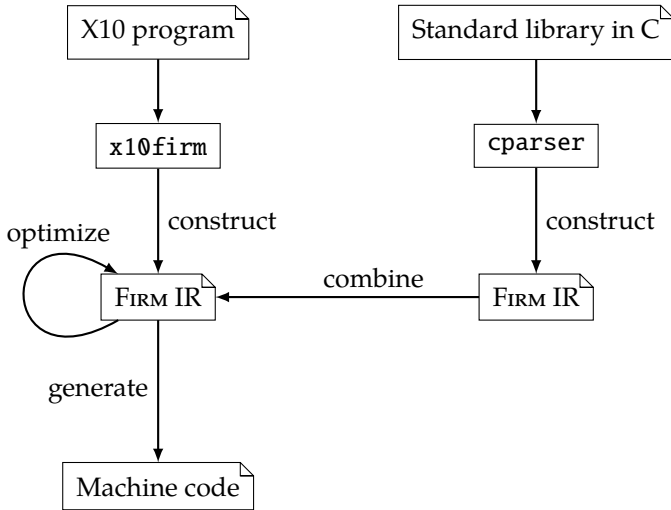 X10 program
Standard library in C
x10firm
cparser
construct
construct
optimize
FIRM IR
combine
FIRM IR
generate
Machine code